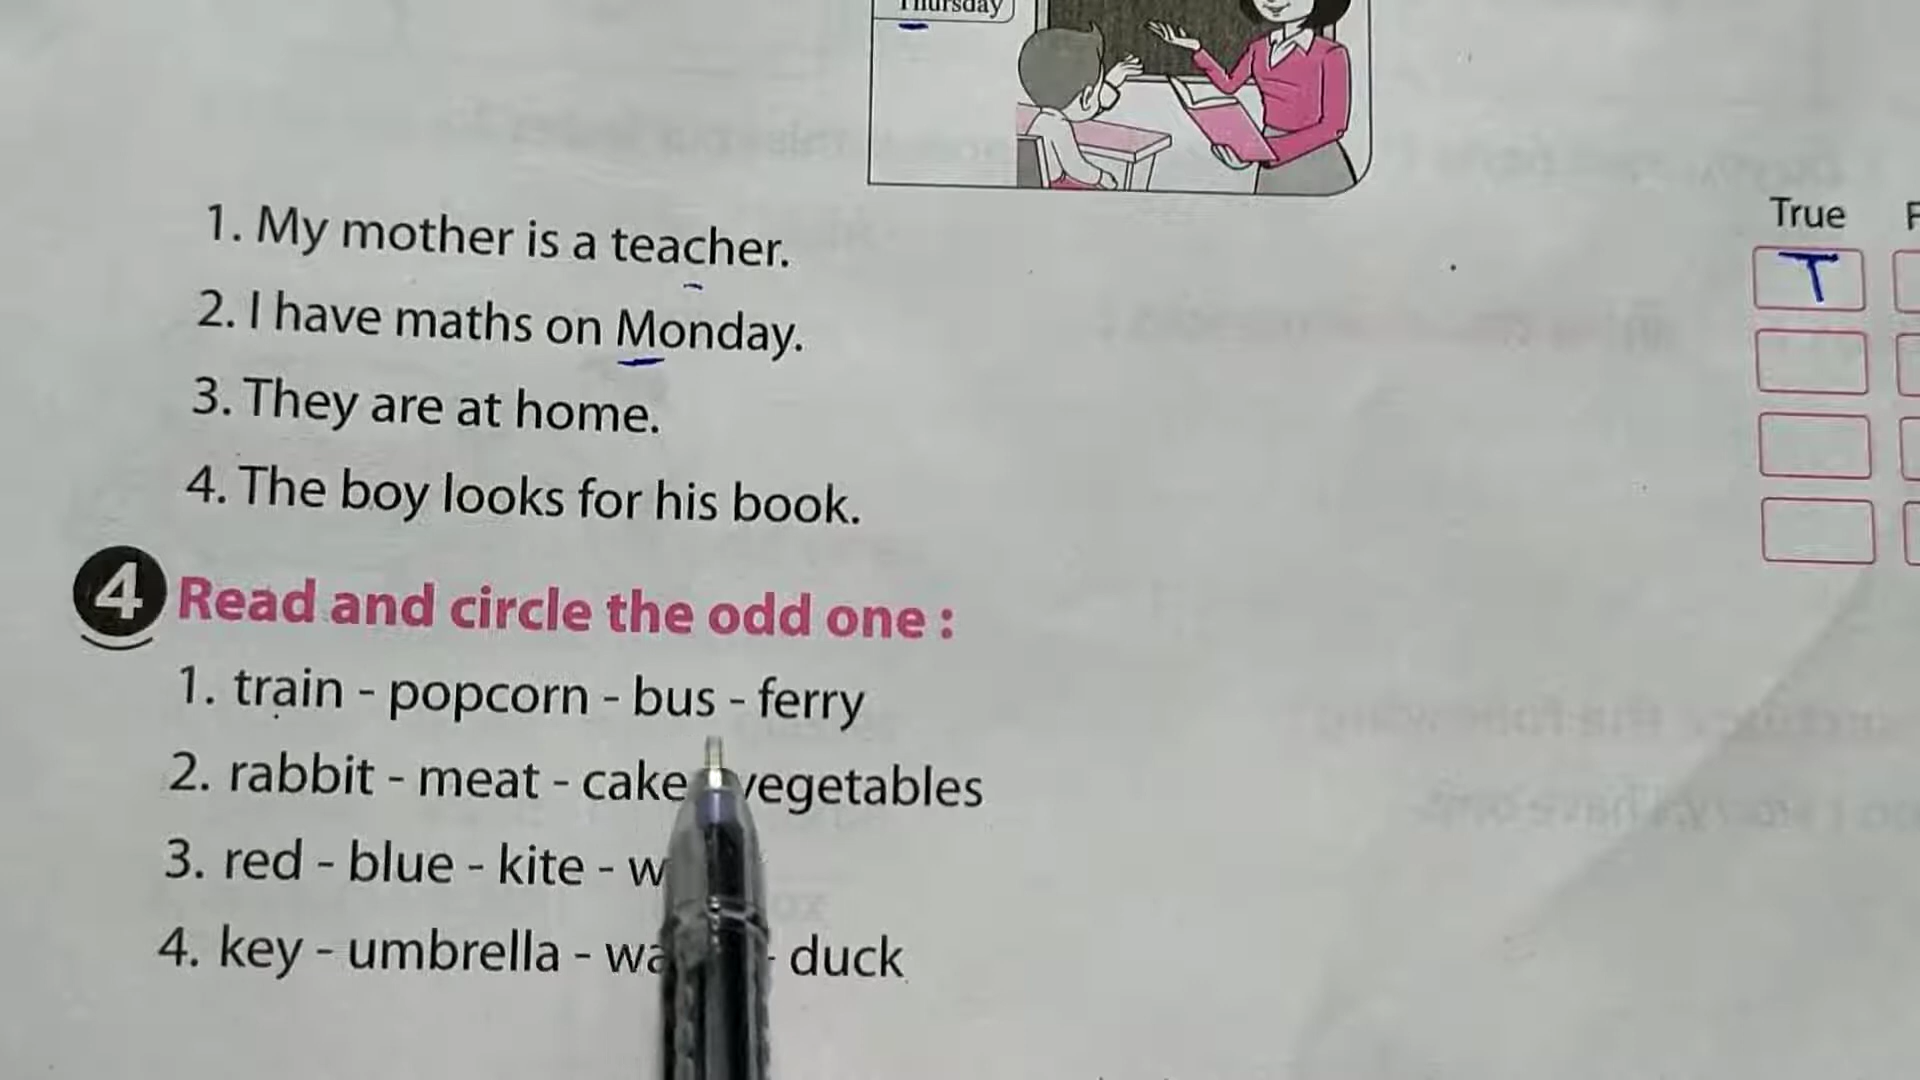 Thursday
True
1. My mother is a teacher.
T
2. I have maths on Monday.
3. They are at home.
4. The boy looks for his book.
4 Read and circle the odd one :
1. train - popcorn - bus - ferry
2. rabbit - meat - cake vegetables
3. red - blue - kite -
4. key - umbrella - - duck